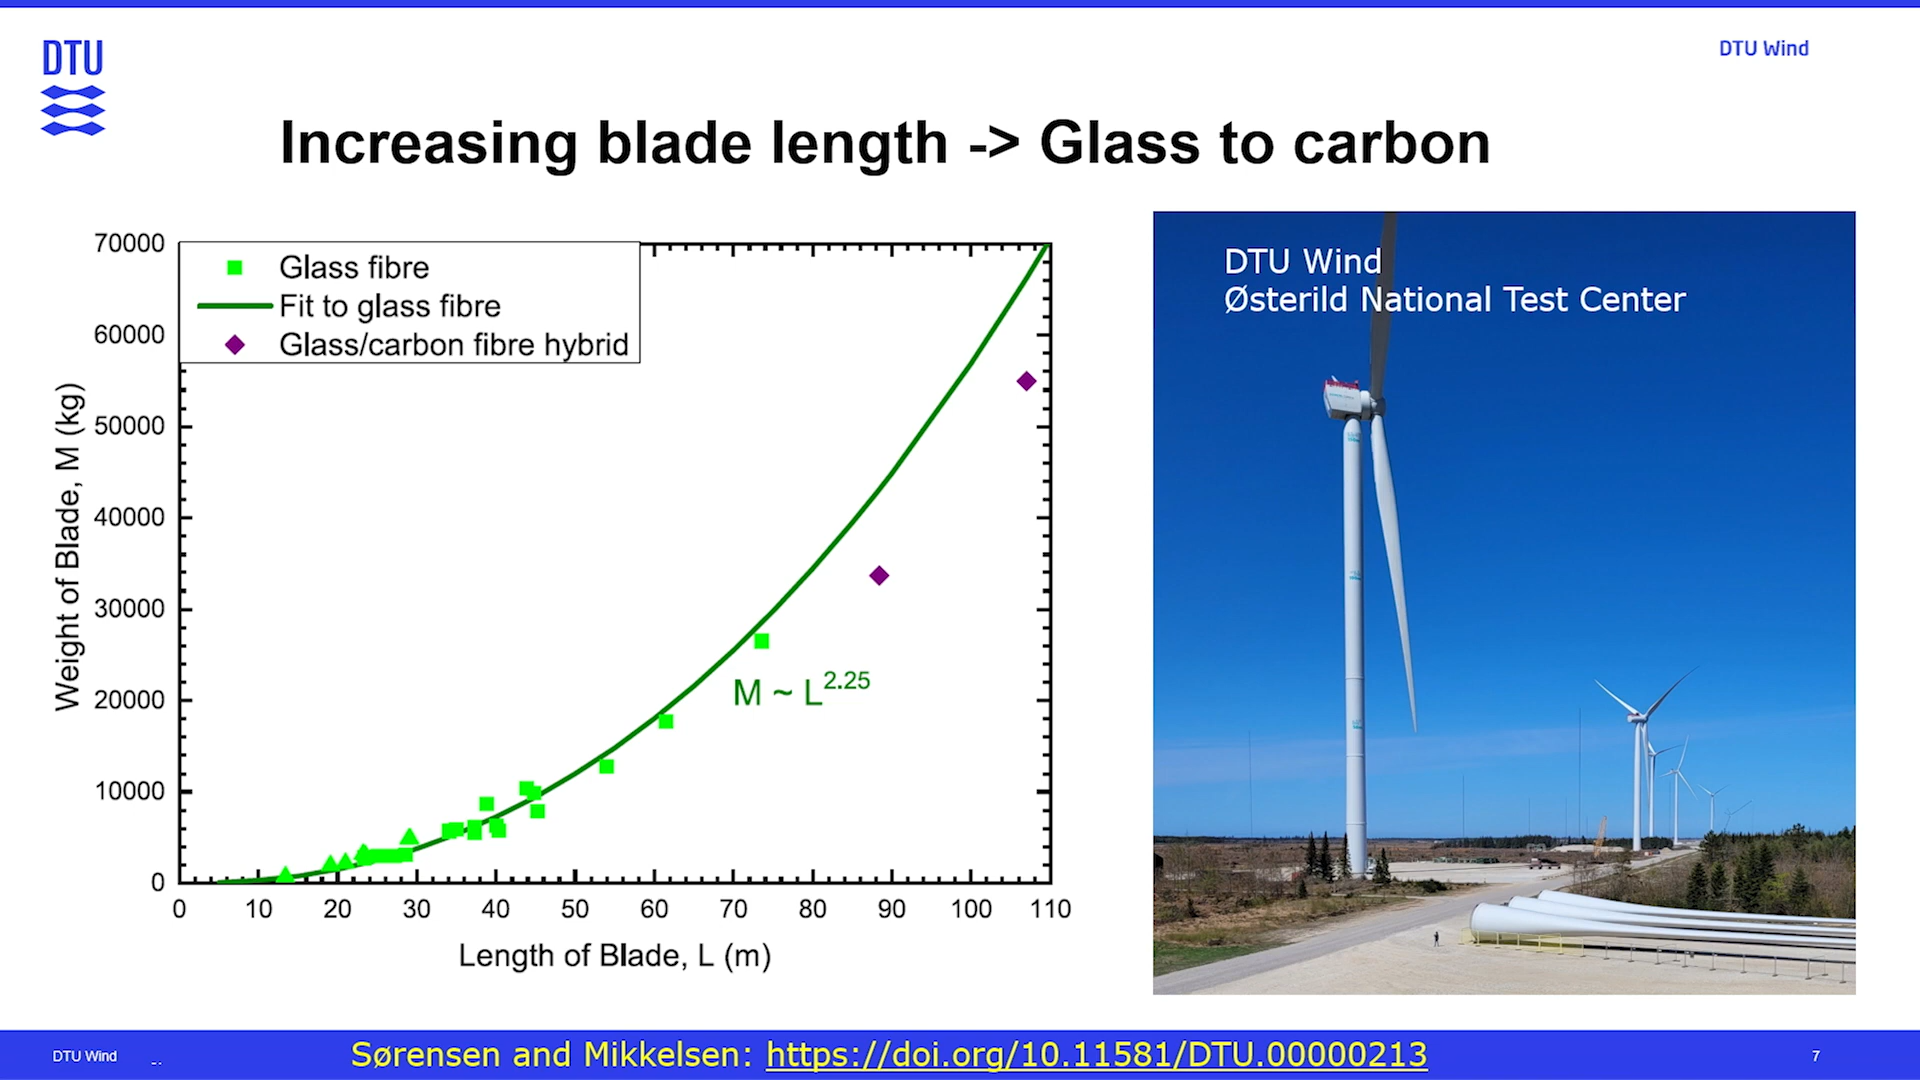 DTU
DTU Wind
Increasing blade length -> Glass to carbon
Glass fibre
Fit to glass fibre
Glass/carbon fibre hybrid
70000
60000
50000
40000
30000
20000
10000
0
Weight of Blade, M (kg)
M ~ L^2.25
0 10 20 30 40 50 60 70 80 90 100 110
Length of Blade, L (m)
DTU Wind
Østerild National Test Center
DTU Wind
Sørensen and Mikkelsen: https://doi.org/10.11581/DTU.00000213
7